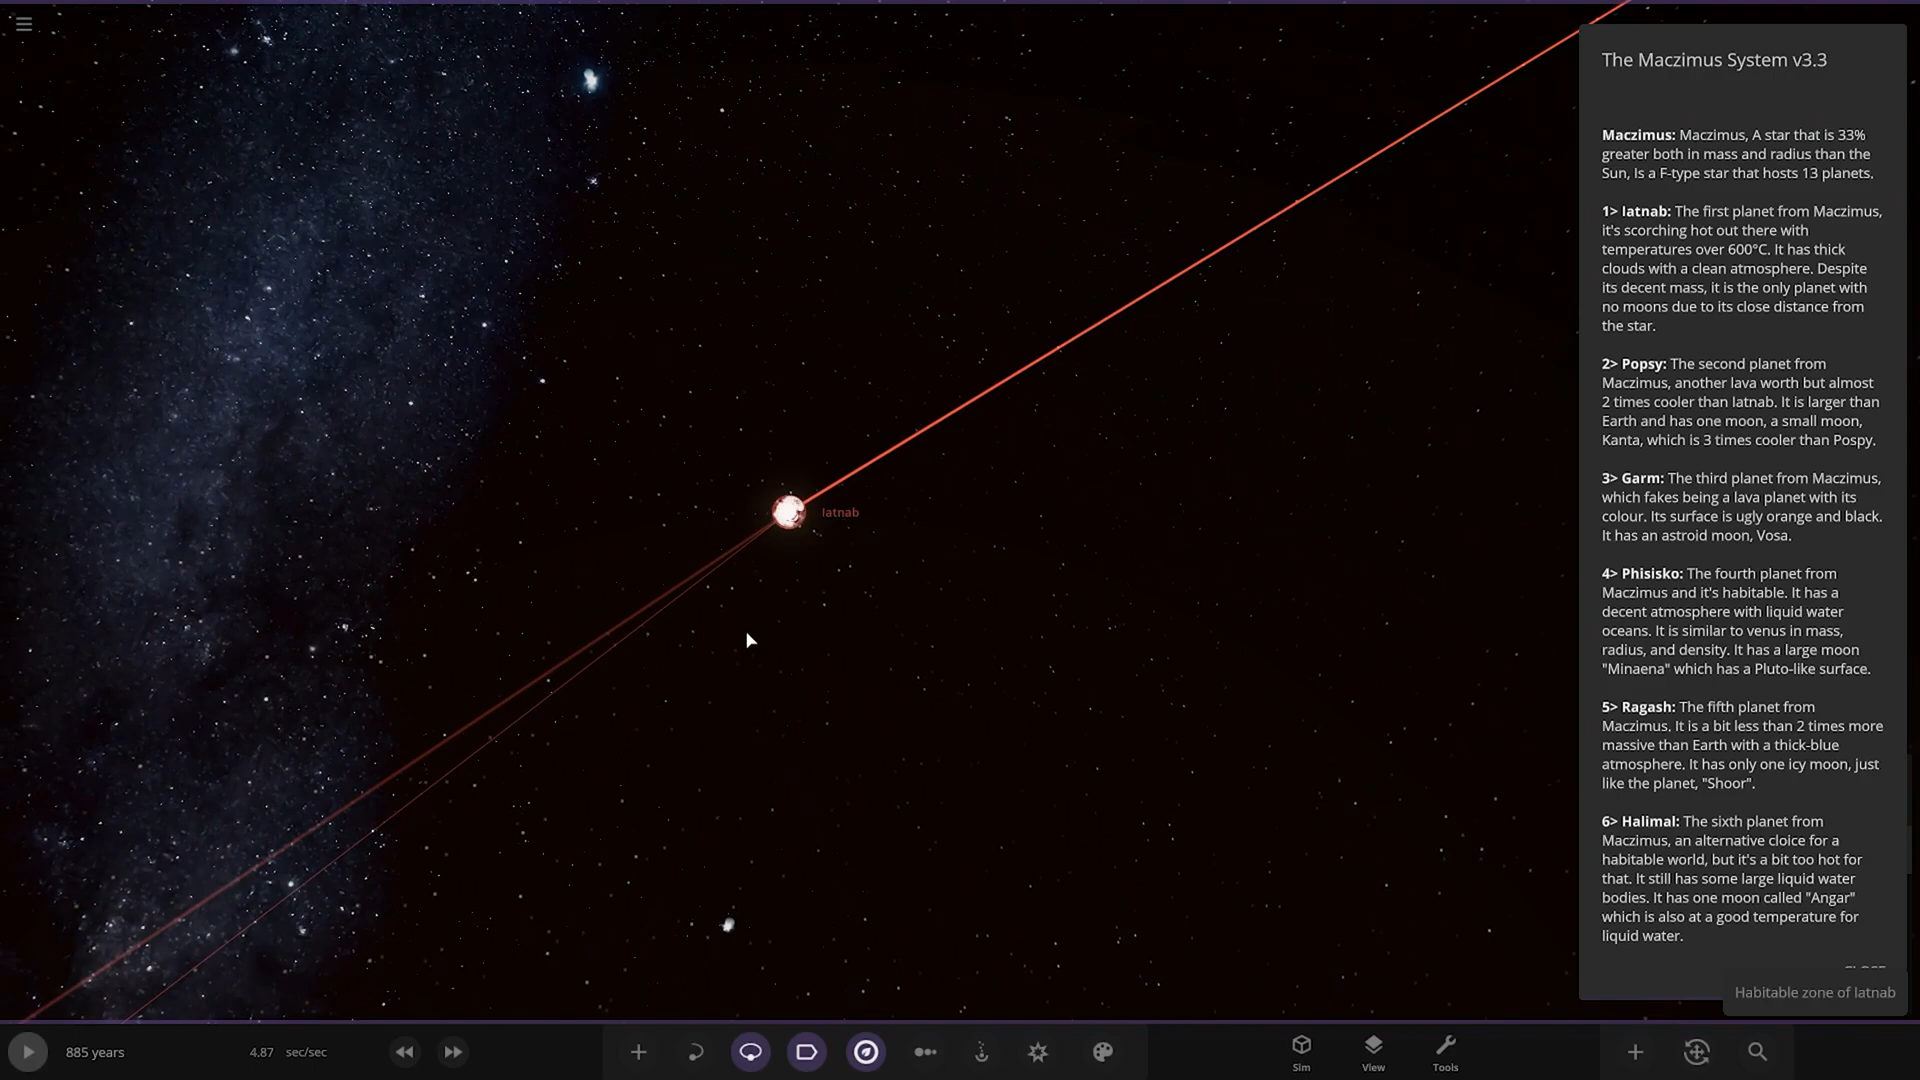 The Maczimus System v3.3
Maczimus: Maczimus, A star that is 33%
greater both in mass and radius than the
Sun, Is a F-type star that hosts 13 planets.
1> Iatnab: The first planet from Maczimus,
it's scorching hot out there with
temperatures over 600°C. It has thick
clouds with a clean atmosphere. Despite
its decent mass, it is the only planet with
no moons due to its close distance from
the star.
2> Popsy: The second planet from
Maczimus, another lava worth but almost
2 times cooler than Iatnab. It is larger than
Earth and has one moon, a small moon,
Kanta, which is 3 times cooler than Pospy.
3> Garm: The third planet from Maczimus,
which fakes being a lava planet with its
colour. Its surface is ugly orange and black.
It has an astroid moon, Vosa.
4> Phisisko: The fourth planet from
Maczimus and it's habitable. It has a
decent atmosphere with liquid water
oceans. It is similar to venus in mass,
radius, and density. It has a large moon
"Minaena" which has a Pluto-like surface.
5> Ragash: The fifth planet from
Maczimus. It is a bit less than 2 times more
massive than Earth with a thick-blue
atmosphere. It has only one icy moon, just
like the planet, "Shoor".
6> Halimal: The sixth planet from
Maczimus, an alternative cloice for a
habitable world, but it's a bit too hot for
that. It still has some large liquid water
bodies. It has one moon called "Angar"
which is also at a good temperature for
liquid water.
Iatnab
Habitable zone of Iatnab
885 years
4.87 sec/sec
Sim
View
Tools